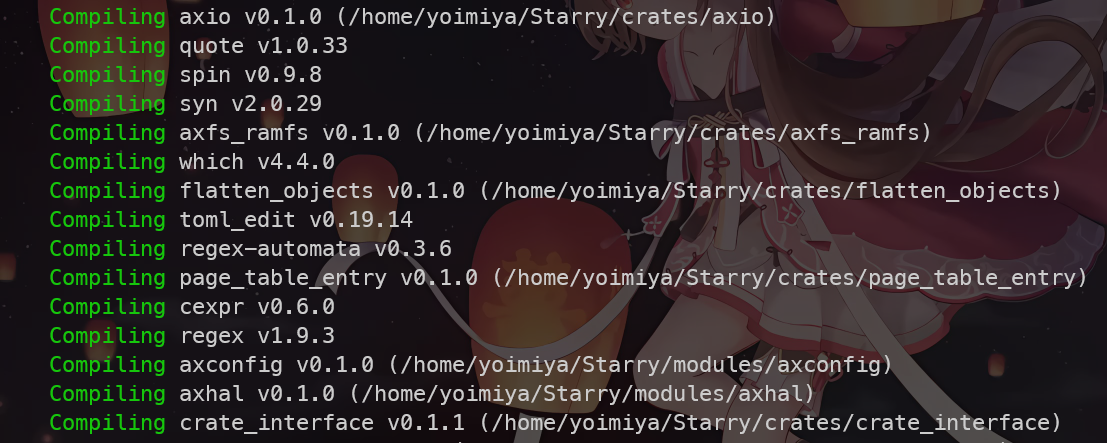 Compiling axio v0.1.0 (/home/yoimiya/Starry/crates/axio)
Compiling quote v1.0.33
Compiling spin v0.9.8
Compiling syn v2.0.29
Compiling axfs_ramfs v0.1.0 (/home/yoimiya/Starry/crates/axfs_ramfs)
Compiling which v4.4.0
Compiling flatten_objects v0.1.0 (/home/yoimiya/Starry/crates/flatten_objects)
Compiling toml_edit v0.19.14
Compiling regex-automata v0.3.6
Compiling page_table_entry v0.1.0 (/home/yoimiya/Starry/crates/page_table_entry)
Compiling cexpr v0.6.0
Compiling regex v1.9.3
Compiling axconfig v0.1.0 (/home/yoimiya/Starry/modules/axconfig)
Compiling axhal v0.1.0 (/home/yoimiya/Starry/modules/axhal)
Compiling crate_interface v0.1.1 (/home/yoimiya/Starry/crates/crate_interface)